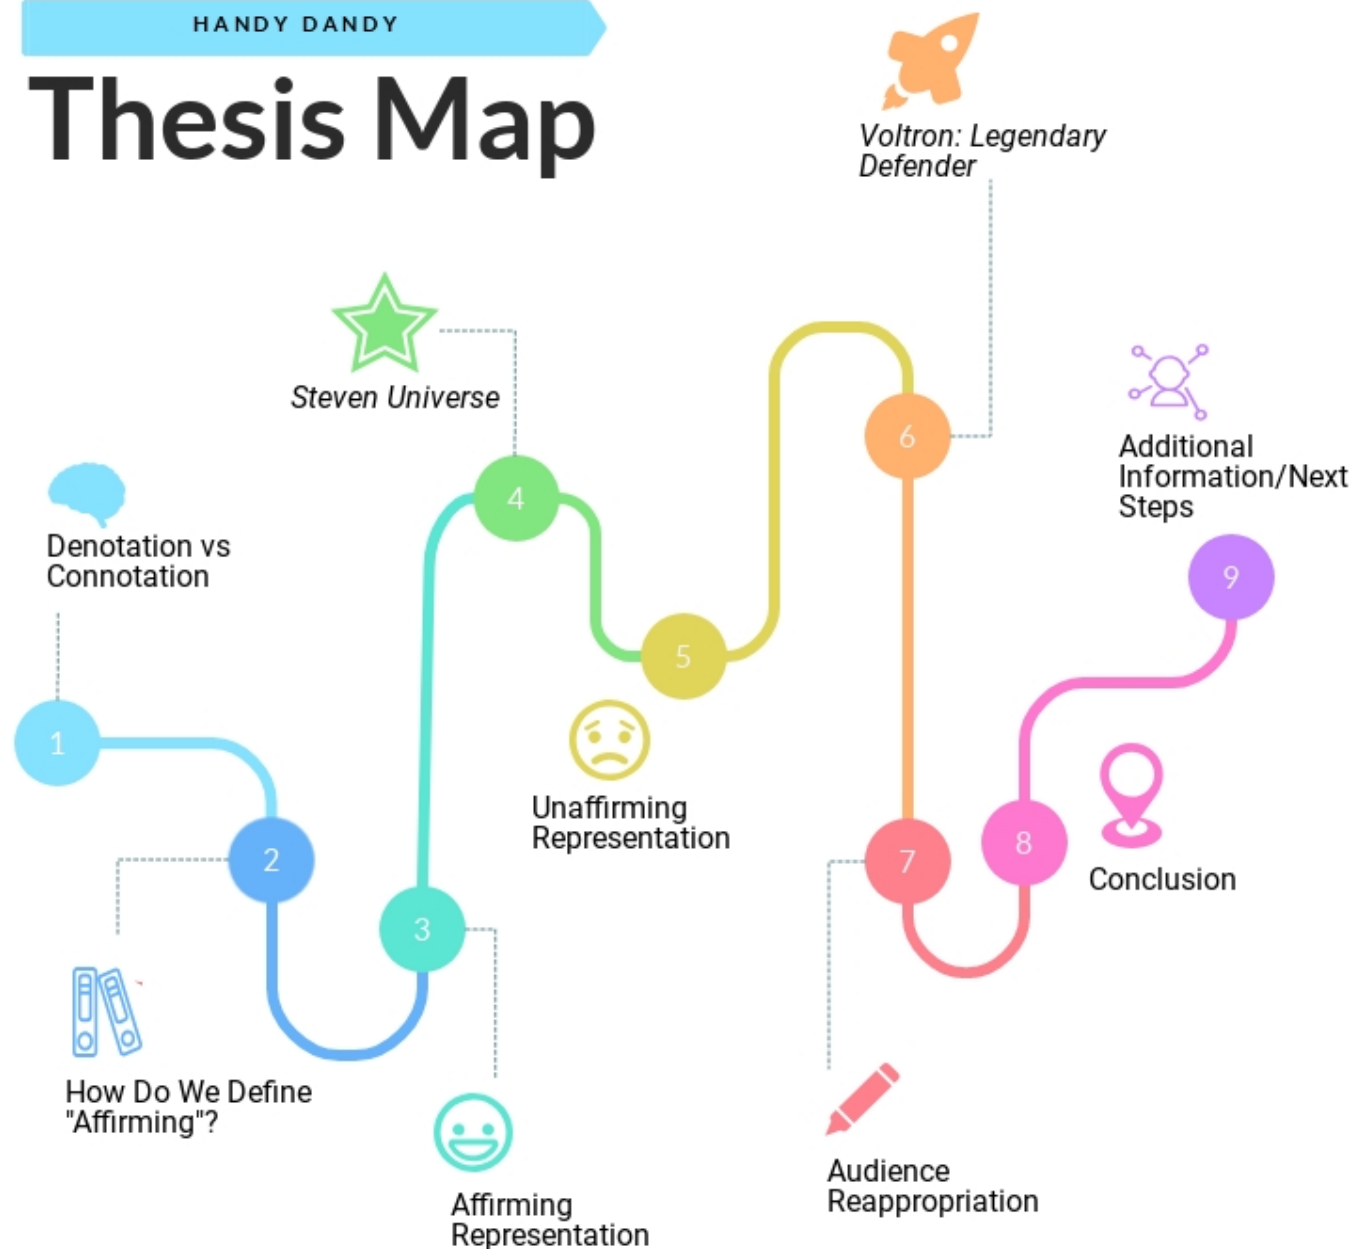 HANDY DANDY
Thesis Map
1
Denotation vs
Connotation
2
How Do We Define
"Affirming"?
3
Affirming
Representation
4
Steven Universe
5
Unaffirming
Representation
6
Voltron: Legendary
Defender
7
Audience
Reappropriation
8
Conclusion
9
Additional
Information/Next
Steps